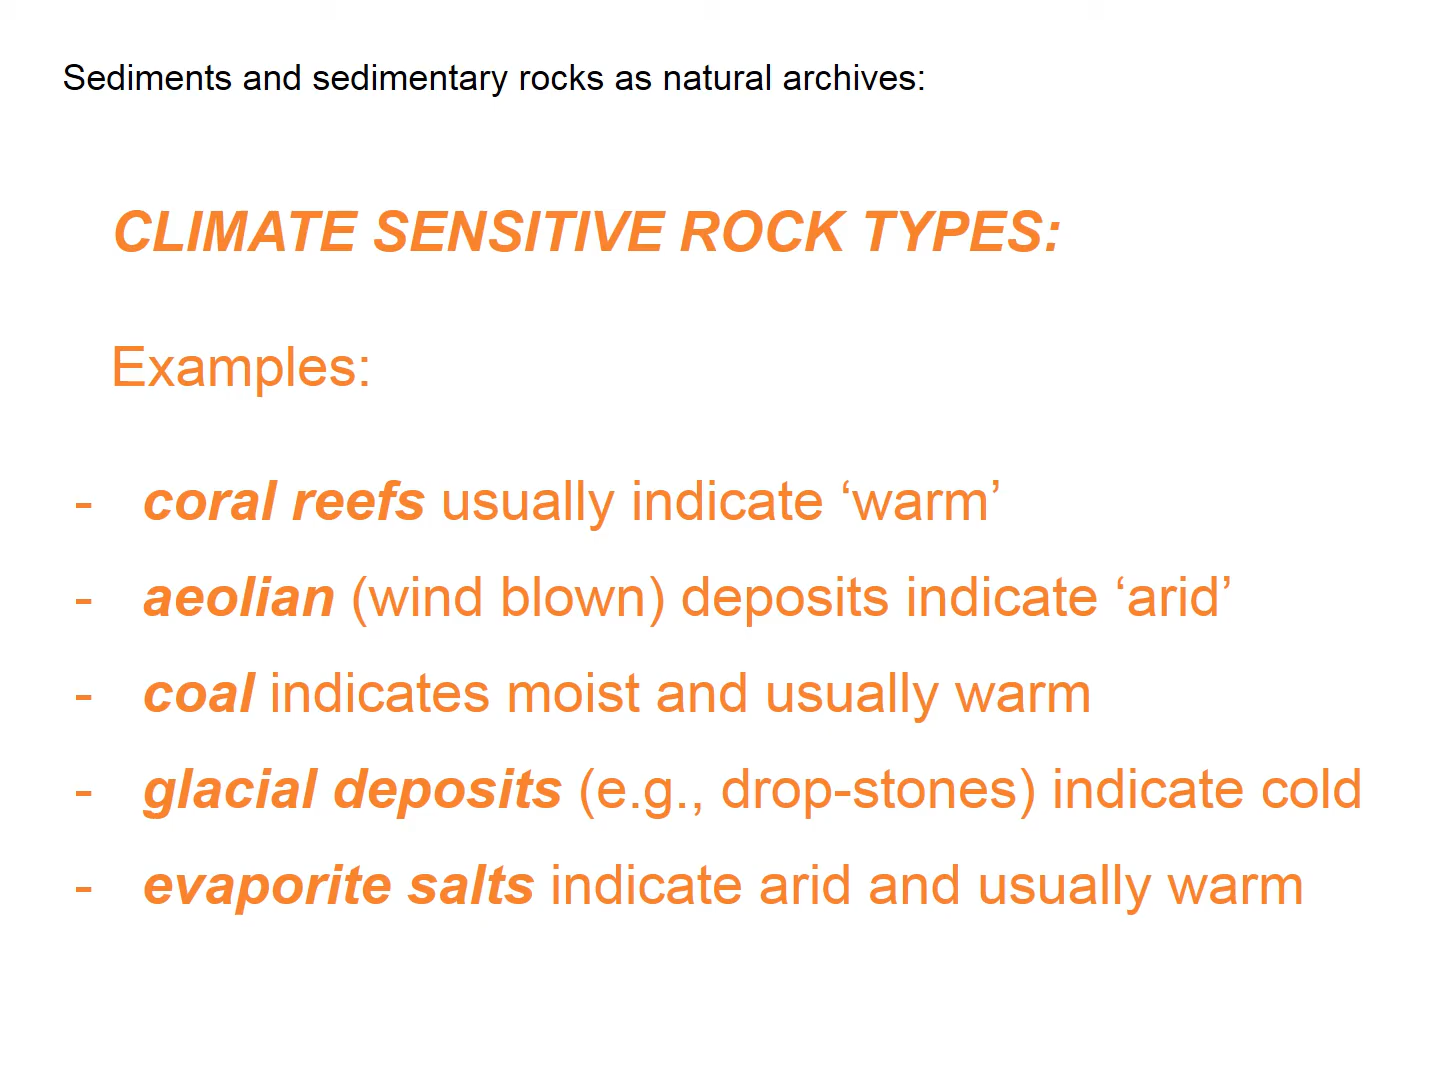 Sediments and sedimentary rocks as natural archives:
CLIMATE SENSITIVE ROCK TYPES:
Examples:
- coral reefs usually indicate ‘warm’
- aeolian (wind blown) deposits indicate ‘arid’
- coal indicates moist and usually warm
- glacial deposits (e.g., drop-stones) indicate cold
- evaporite salts indicate arid and usually warm